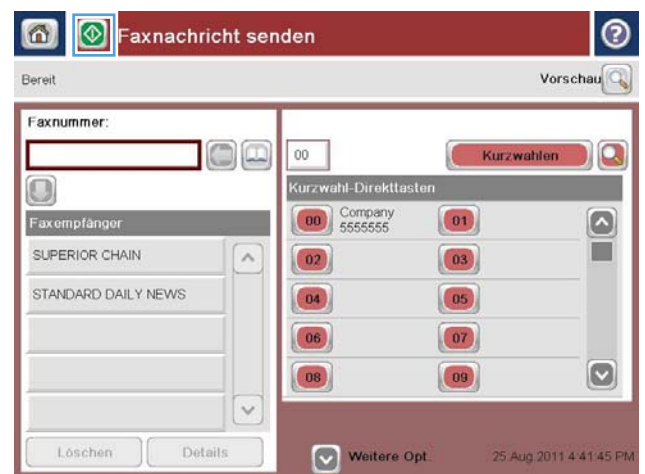 Faxnachricht senden
Bereit
Vorschau
Faxnummer:
Faxempfänger
SUPERIOR CHAIN
STANDARD DAILY NEWS
Löschen Details
00 Kurzwahlen
Kurzwahl-Direkttasten
00 Company 5555555 01
02 03
04 05
06 07
08 09
Weitere Opt. 25.Aug.2011 4:41:45 PM